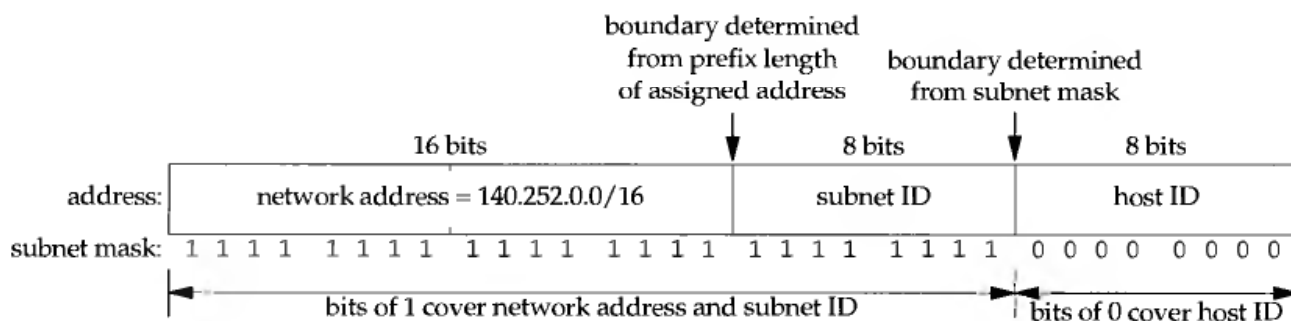 boundary determined
from prefix length
of assigned address
boundary determined
from subnet mask
16 bits
8 bits
8 bits
address:
network address = 140.252.0.0/16
subnet ID
host ID
subnet mask: 1 1 1 1 1 1 1 1 1 1 1 1 1 1 1 1 1 1 1 1 1 1 1 1 0 0 0 0 0 0 0 0
bits of 1 cover network address and subnet ID
bits of 0 cover host ID